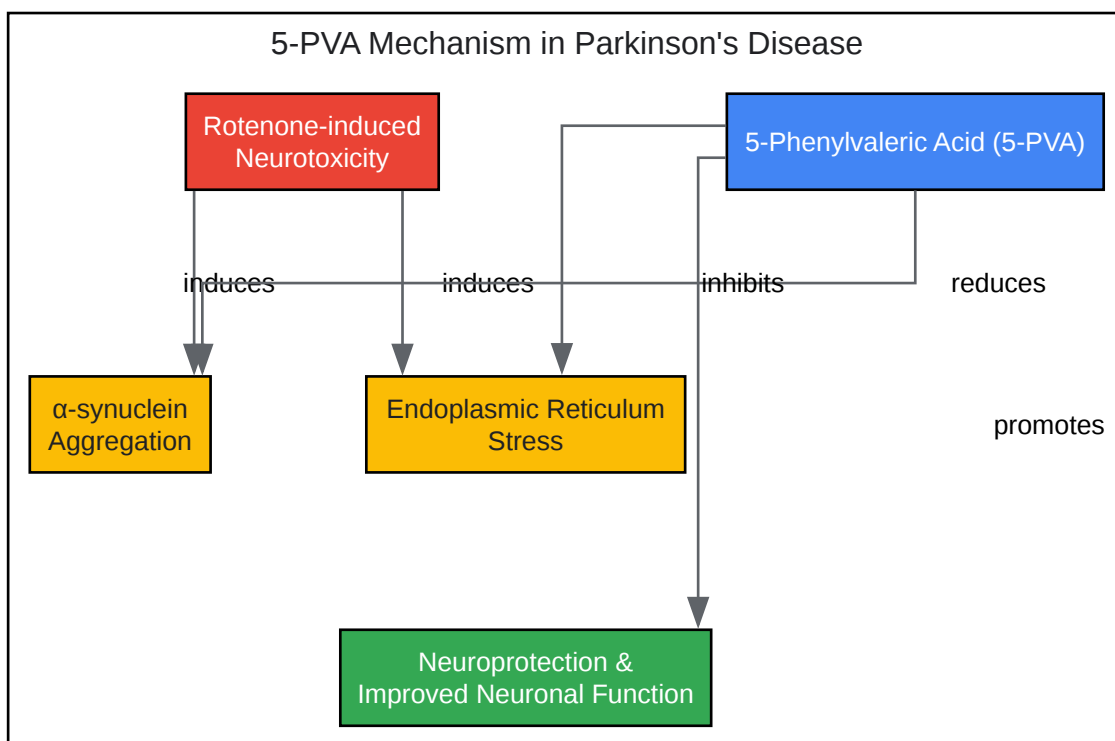 5-PVA Mechanism in Parkinson's Disease
Rotenone-induced
Neurotoxicity
5-Phenylvaleric Acid (5-PVA)
induces
induces
inhibits
reduces
α-synuclein
Aggregation
Endoplasmic Reticulum
Stress
promotes
Neuroprotection &
Improved Neuronal Function